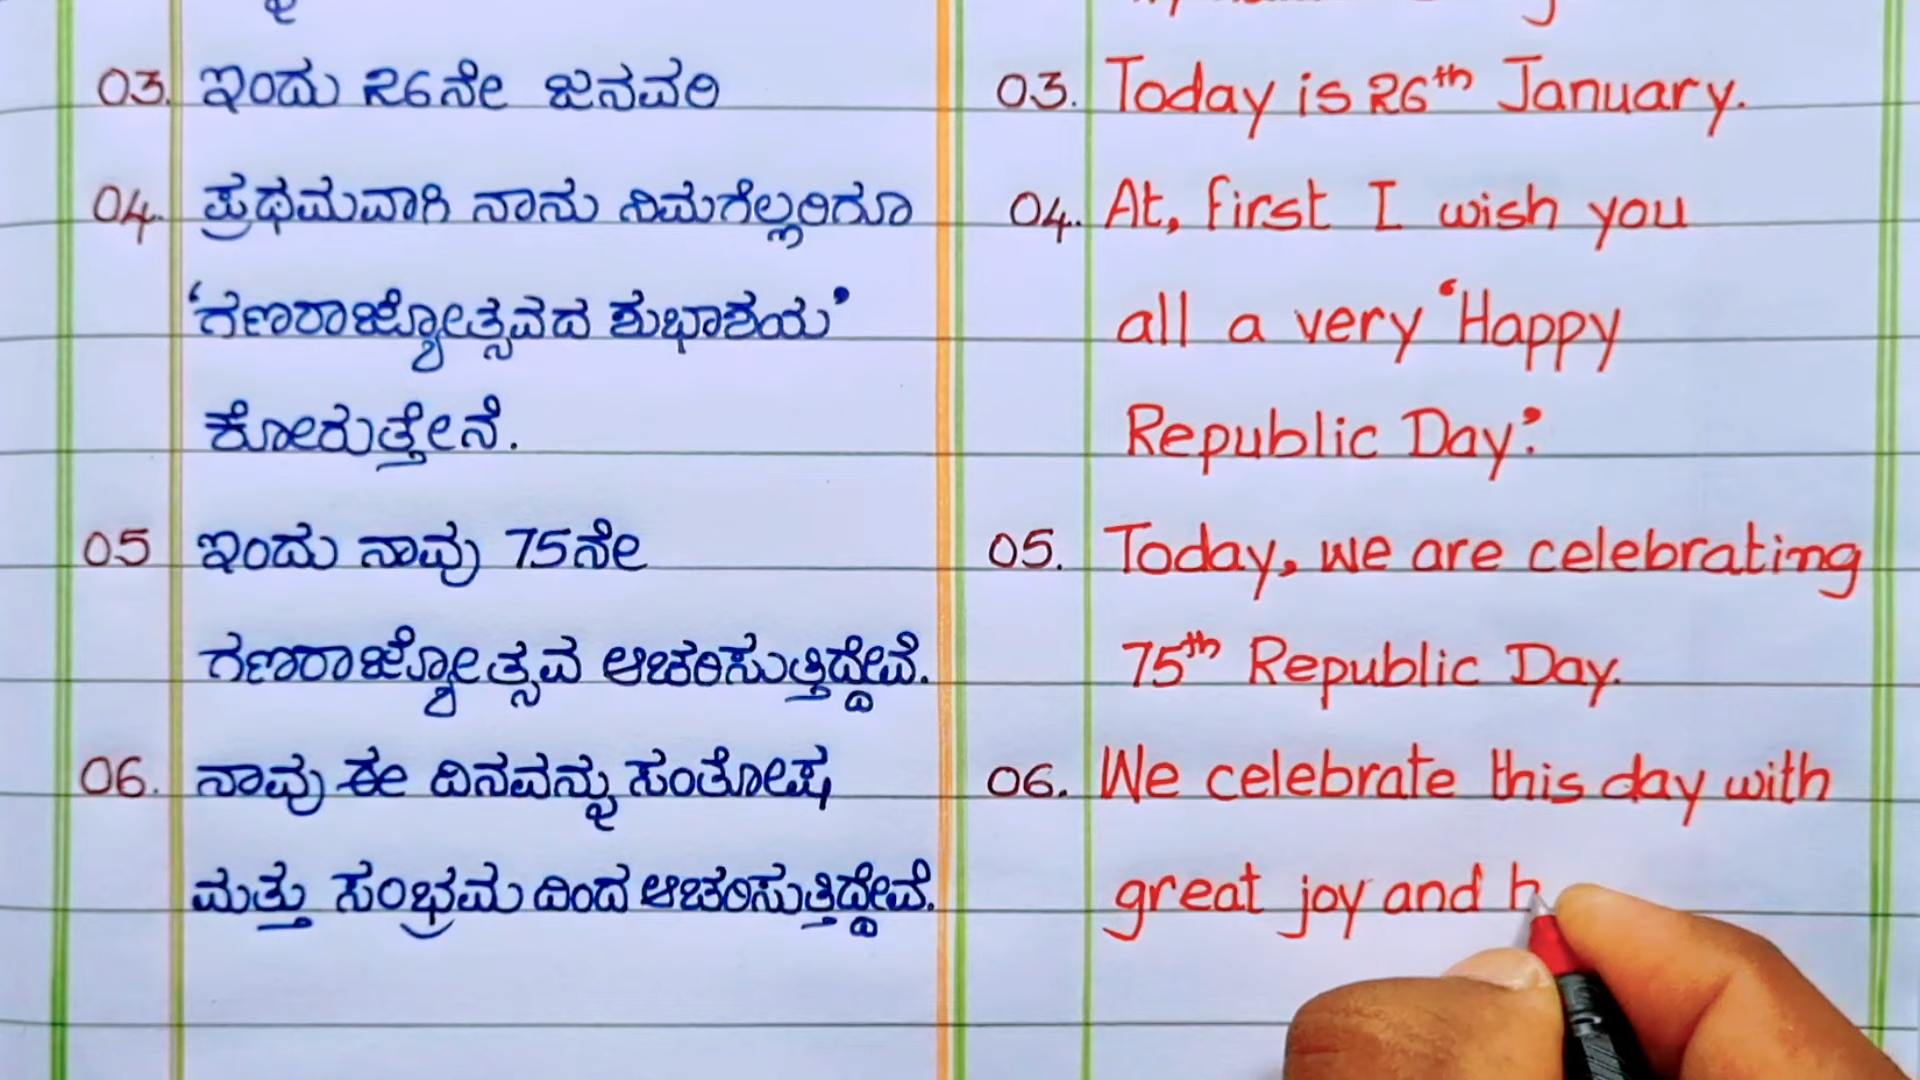 03. ಇಂದು 26ನೇ ಜನವರಿ
04. ಪ್ರಥಮವಾಗಿ ನಾನು ನಿಮಗೆಲ್ಲರಿಗೂ
‘ಗಣರಾಜ್ಯೋತ್ಸವದ ಶುಭಾಶಯ’
ಕೋರುತ್ತೇನೆ.
05 ಇಂದು ನಾವು 75ನೇ
ಗಣರಾಜ್ಯೋತ್ಸವ ಆಚರಿಸುತ್ತಿದ್ದೇವೆ.
06. ನಾವು ಈ ದಿನವನ್ನು ಸಂತೋಷ
ಮತ್ತು ಸಂಭ್ರಮ ದಿಂದ ಆಚರಿಸುತ್ತಿದ್ದೇವೆ.
03. Today is 26th January.
04. At, first I wish you
all a very ‘Happy
Republic Day’.
05. Today, we are celebrating
75th Republic Day.
06. We celebrate this day with
great joy and h